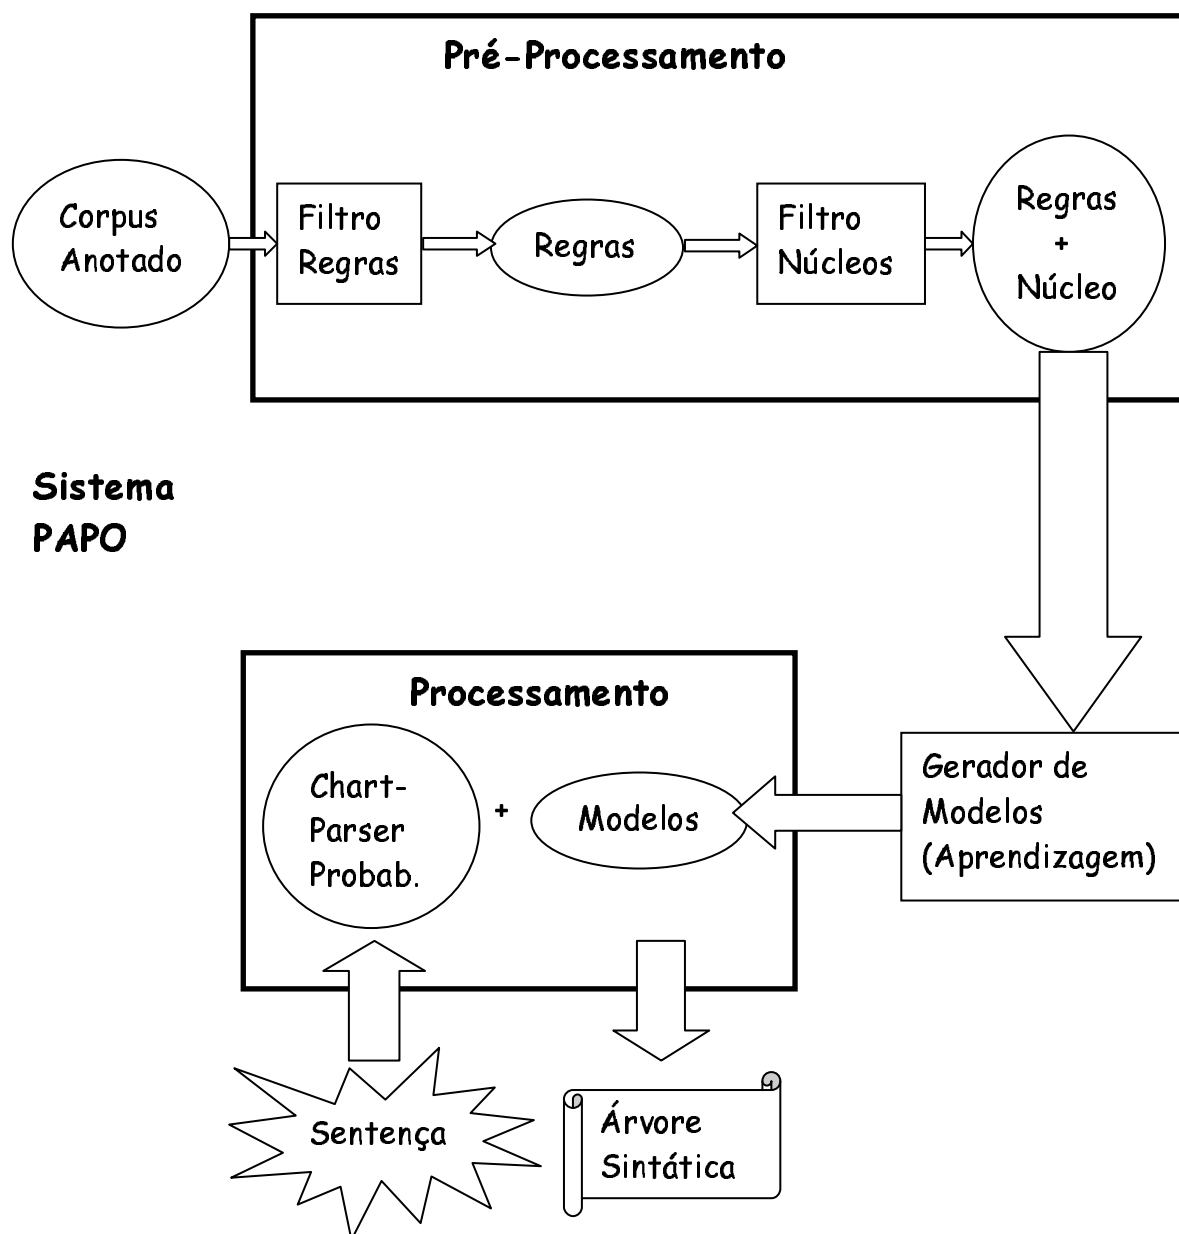 Pré-Processamento
Corpus
Anotado
Filtro
Regras
Regras
Filtro
Núcleos
Regras
+
Núcleo
Sistema
PAPO
Processamento
Chart-
Parser
Probab.
+
Modelos
Gerador de
Modelos
(Aprendizagem)
Sentença
Árvore
Sintática